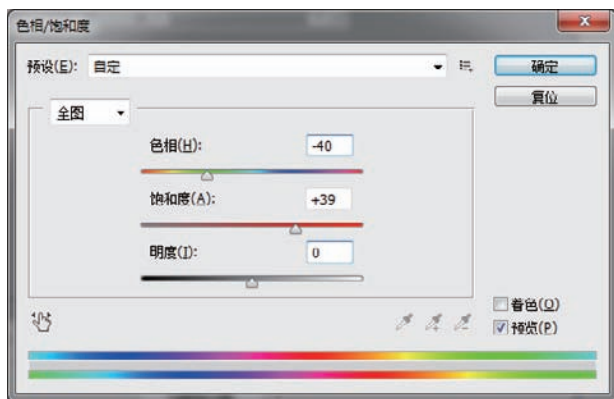 色相/饱和度
预设(E): 自定
确定
复位
全图
色相(H): -40
饱和度(A): +39
明度(I): 0
着色(O)
预览(P)